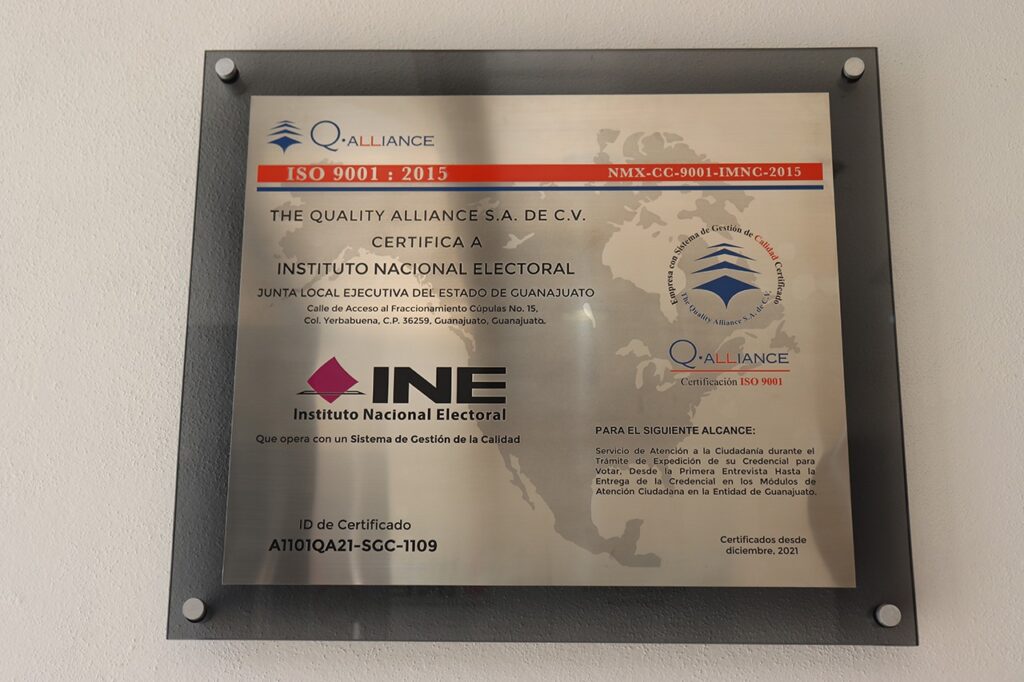 Q·ALLIANCE
ISO 9001 : 2015
NMX-CC-9001-IMNC-2015
THE QUALITY ALLIANCE S.A. DE C.V.
CERTIFICA A
INSTITUTO NACIONAL ELECTORAL
JUNTA LOCAL EJECUTIVA DEL ESTADO DE GUANAJUATO
Calle de Acceso al Fraccionamiento Cúpulas No. 15,
Col. Yerbabuena, C.P. 36259, Guanajuato, Guanajuato.
INE
Instituto Nacional Electoral
Que opera con un Sistema de Gestión de la Calidad
ID de Certificado
A1101QA21-SGC-1109
Empresa con Sistema de Gestión de Calidad Certificado
The Quality Alliance S.A. de C.V.
Q·ALLIANCE
Certificación ISO 9001
PARA EL SIGUIENTE ALCANCE:
Servicio de Atención a la Ciudadanía durante el
Trámite de Expedición de su Credencial para
Votar, Desde la Primera Entrevista Hasta la
Entrega de la Credencial en los Módulos de
Atención Ciudadana en la Entidad de Guanajuato.
Certificados desde
diciembre, 2021